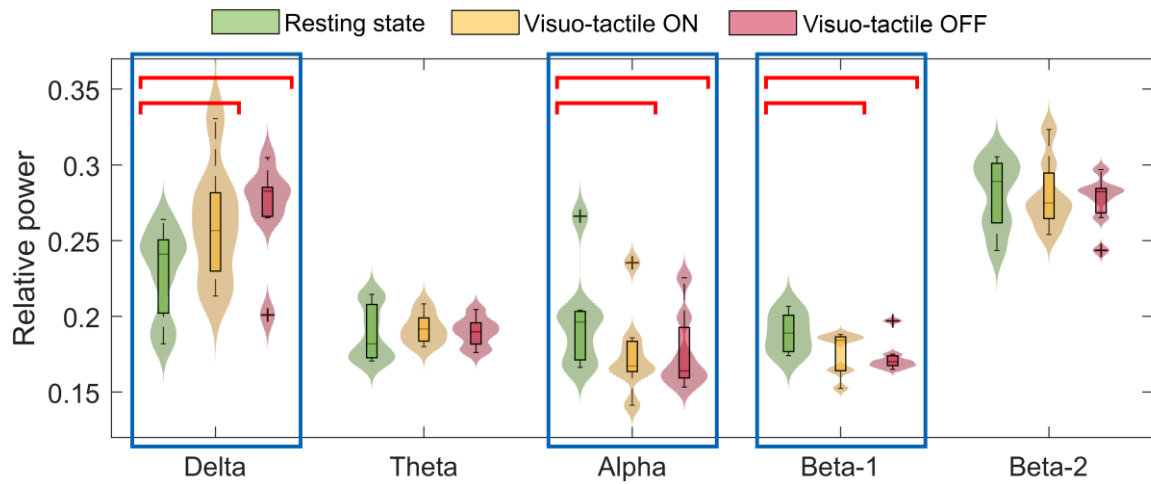 Resting state Visuo-tactile ON Visuo-tactile OFF
Relative power
0.35
0.3
0.25
0.2
0.15
Delta Theta Alpha Beta-1 Beta-2